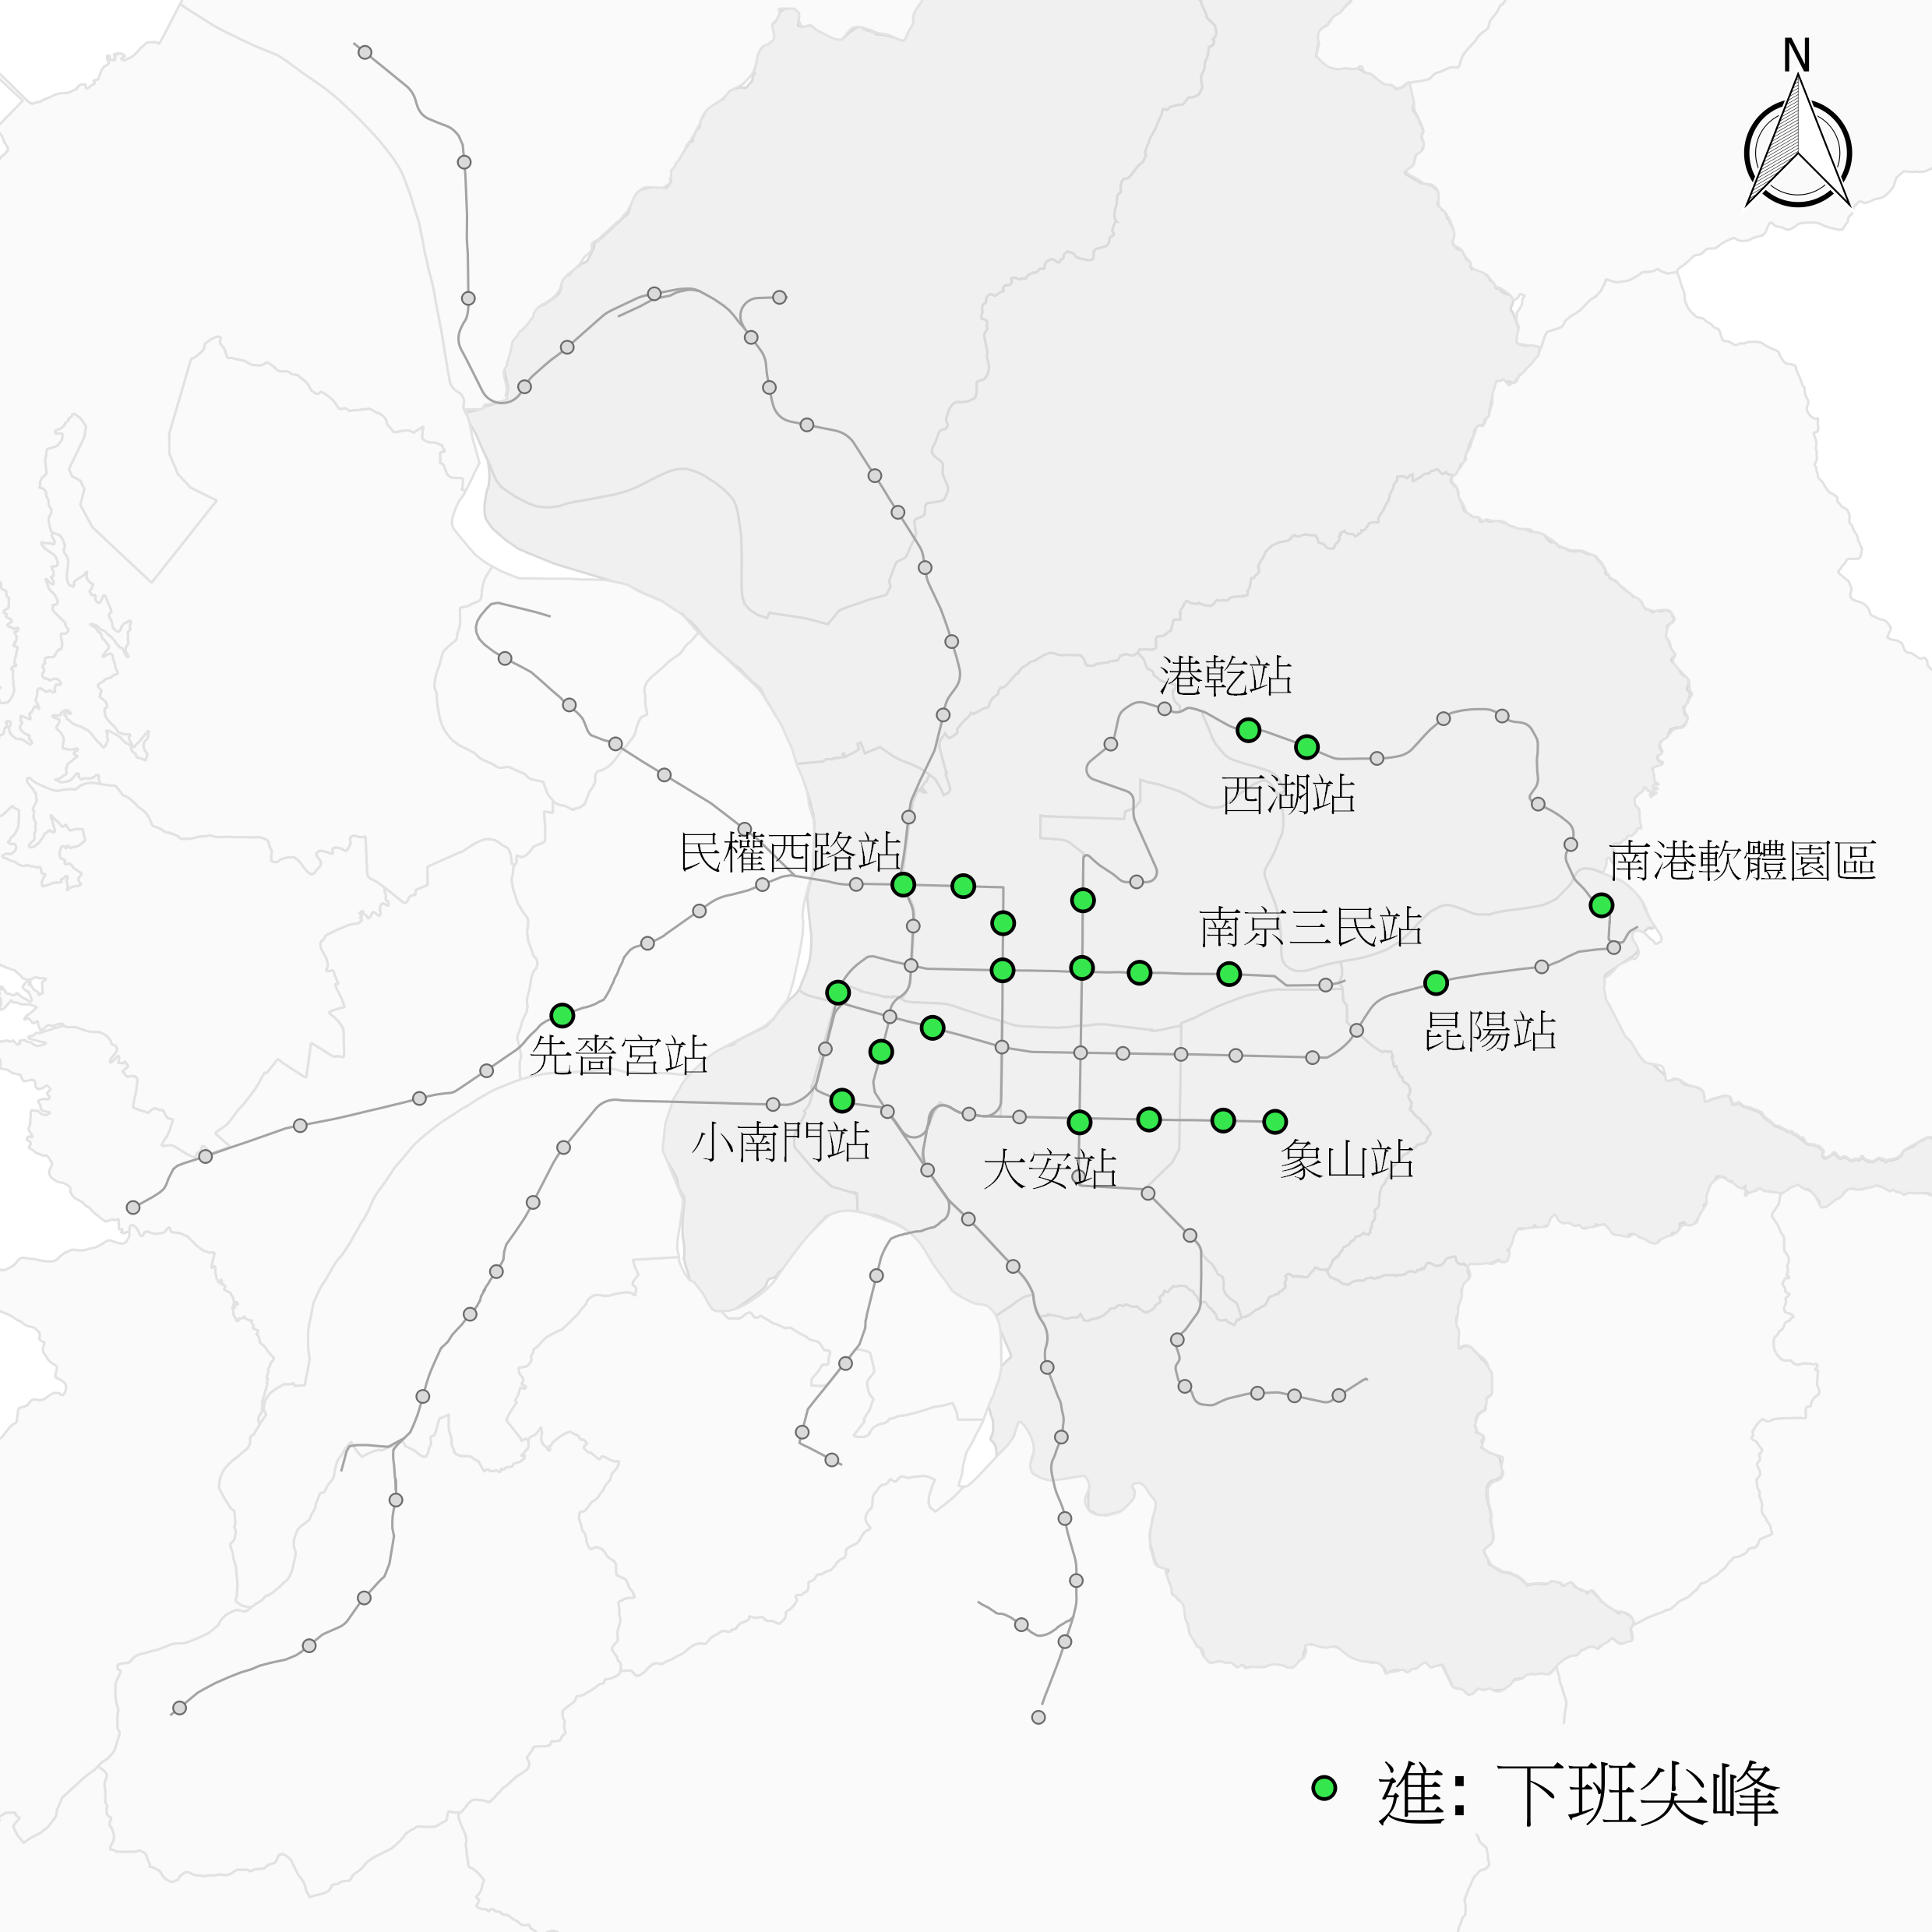 N
港乾站
西湖站
民權西路站
南港軟體園區
南京三民站
昆陽站
先嗇宮站
小南門站
大安站
象山站
進: 下班尖峰